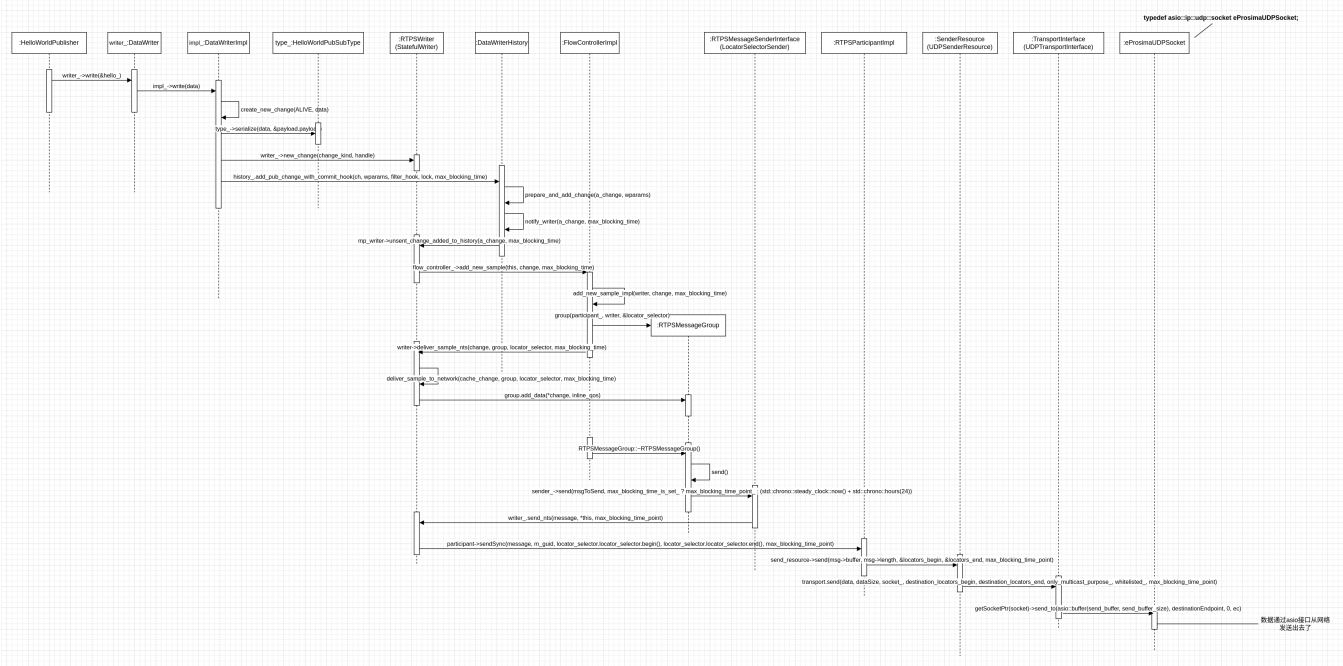 typedef asio::ip::udp::socket eProsimaUDPSocket;
:HelloWorldPublisher
writer_:DataWriter
impl_:DataWriterImpl
type_:HelloWorldPubSubType
:RTPSWriter
(StatefulWriter)
:DataWriterHistory
:FlowControllerImpl
:RTPSMessageSenderInterface
(LocatorSelectorSender)
:RTPSParticipantImpl
:SenderResource
(UDPSenderResource)
:TransportInterface
(UDPTransportInterface)
:eProsimaUDPSocket
writer_->write(&hello_)
impl_->write(data)
create_new_change(ALIVE, data)
type_->serialize(data, &payload.payload)
writer_->new_change(change_kind, handle)
history_.add_pub_change_with_commit_hook(ch, wparams, filter_hook, lock, max_blocking_time)
prepare_and_add_change(a_change, wparams)
notify_writer(a_change, max_blocking_time)
mp_writer->unsent_change_added_to_history(a_change, max_blocking_time)
flow_controller_->add_new_sample(this, change, max_blocking_time)
add_new_sample_impl(writer, change, max_blocking_time)
group(participant_, writer, &locator_selector)
:RTPSMessageGroup
writer->deliver_sample_nts(change, group, locator_selector, max_blocking_time)
deliver_sample_to_network(cache_change, group, locator_selector, max_blocking_time)
group.add_data(*change, inline_qos)
RTPSMessageGroup::~RTPSMessageGroup()
send()
sender_->send(msgToSend, max_blocking_time_is_set_ ? max_blocking_time_point_ : (std::chrono::steady_clock::now() + std::chrono::hours(24))
writer_.send_nts(message, *this, max_blocking_time_point)
participant->sendSync(message, m_guid, locator_selector.locator_selector.begin(), locator_selector.locator_selector.end(), max_blocking_time_point)
send_resource->send(msg->buffer, msg->length, &locators_begin, &locators_end, max_blocking_time_point)
transport.send(data, dataSize, socket_, destination_locators_begin, destination_locators_end, only_multicast_purpose_, whitelisted_, max_blocking_time_point)
getSocketPtr(socket)->send_to(asio::buffer(send_buffer, send_buffer_size), destinationEndpoint, 0, ec)
数据通过asio接口从网络
发送出去了